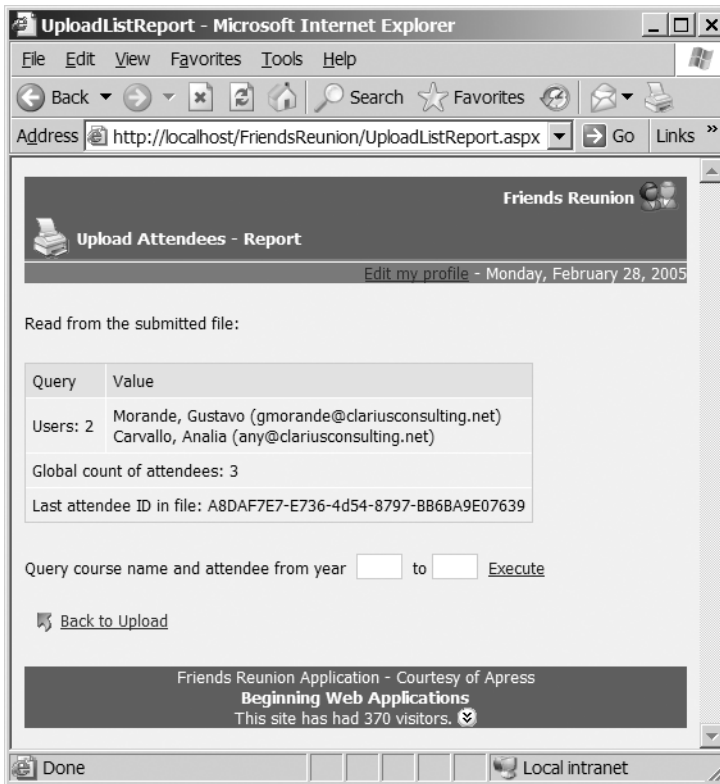 UploadListReport - Microsoft Internet Explorer
File Edit View Favorites Tools Help
Back Search Favorites
Address http://localhost/FriendsReunion/UploadListReport.aspx Go Links »
Friends Reunion
Upload Attendees - Report
Edit my profile - Monday, February 28, 2005
Read from the submitted file:
Query Value
Users: 2
Morande, Gustavo (gmorande@clariusconsulting.net)
Carvallo, Analia (any@clariusconsulting.net)
Global count of attendees: 3
Last attendee ID in file: A8DAF7E7-E736-4d54-8797-BB6BA9E07639
Query course name and attendee from year to Execute
Back to Upload
Friends Reunion Application - Courtesy of Apress
Beginning Web Applications
This site has had 370 visitors.
Done Local intranet